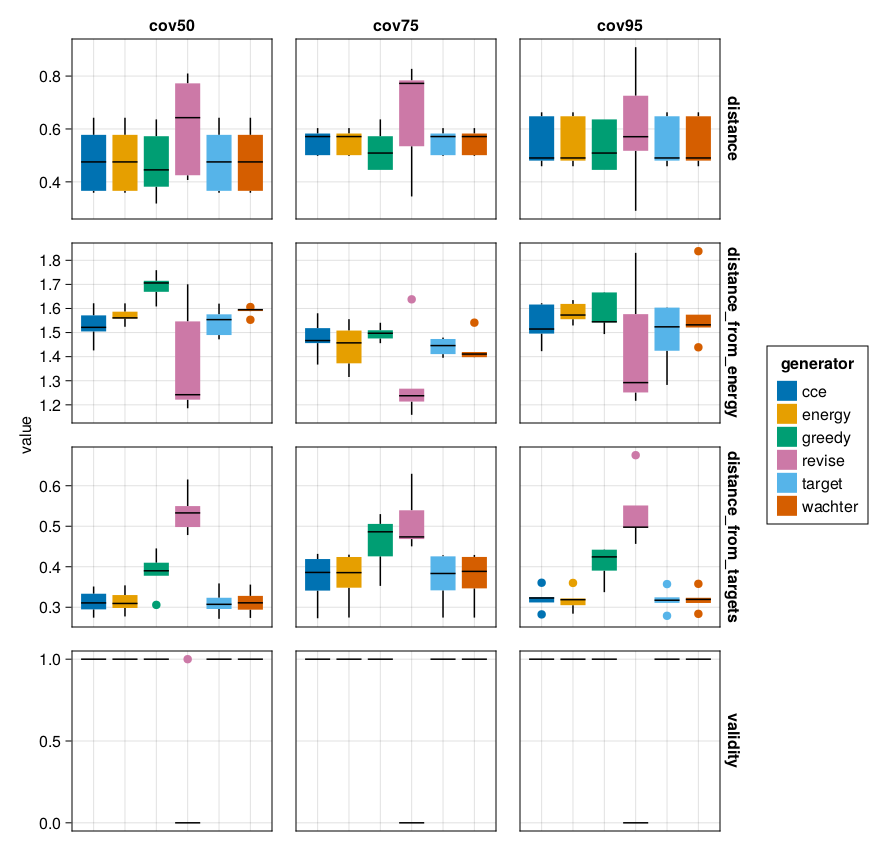 cov50
cov75
cov95
0.8
0.6
0.4
distance
1.8
1.7
1.6
1.5
1.4
1.3
1.2
distance_from_energy
value
generator
cce
energy
greedy
revise
target
wachter
0.6
0.5
0.4
0.3
distance_from_targets
1.0
0.5
0.0
validity